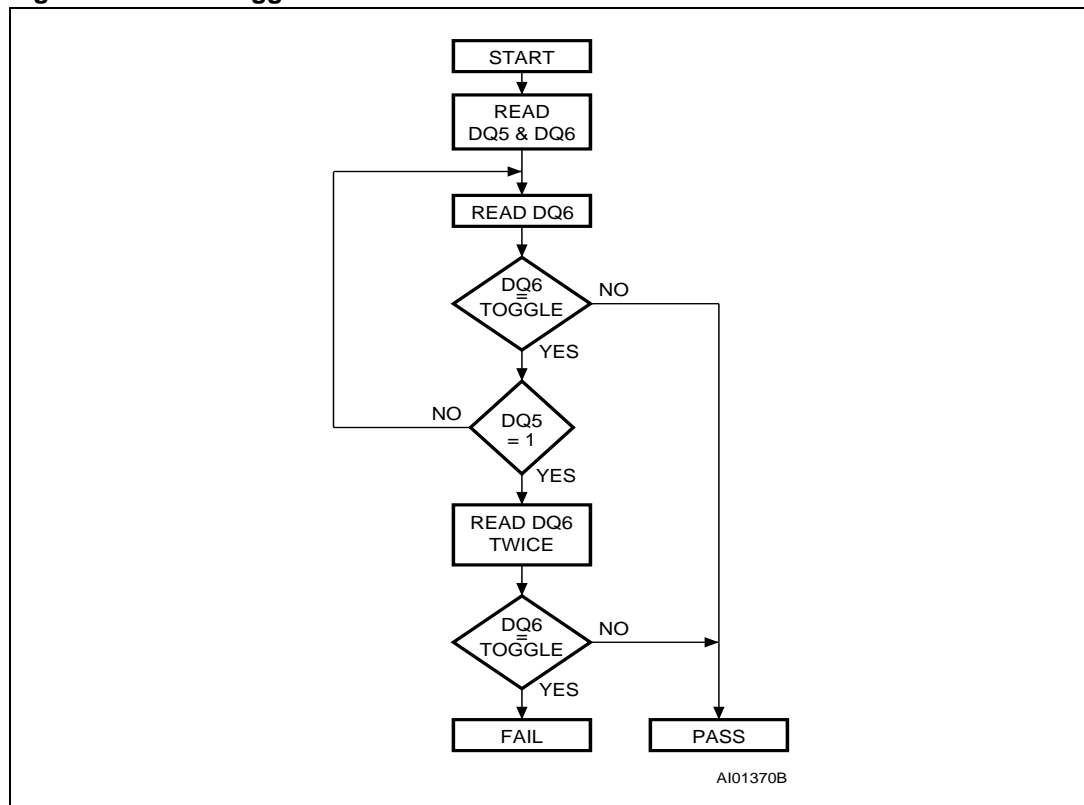 START
READ
DQ5 & DQ6
READ DQ6
DQ6
=
TOGGLE
NO
YES
NO
DQ5
= 1
YES
READ DQ6
TWICE
DQ6
=
TOGGLE
NO
YES
FAIL
PASS
AI01370B